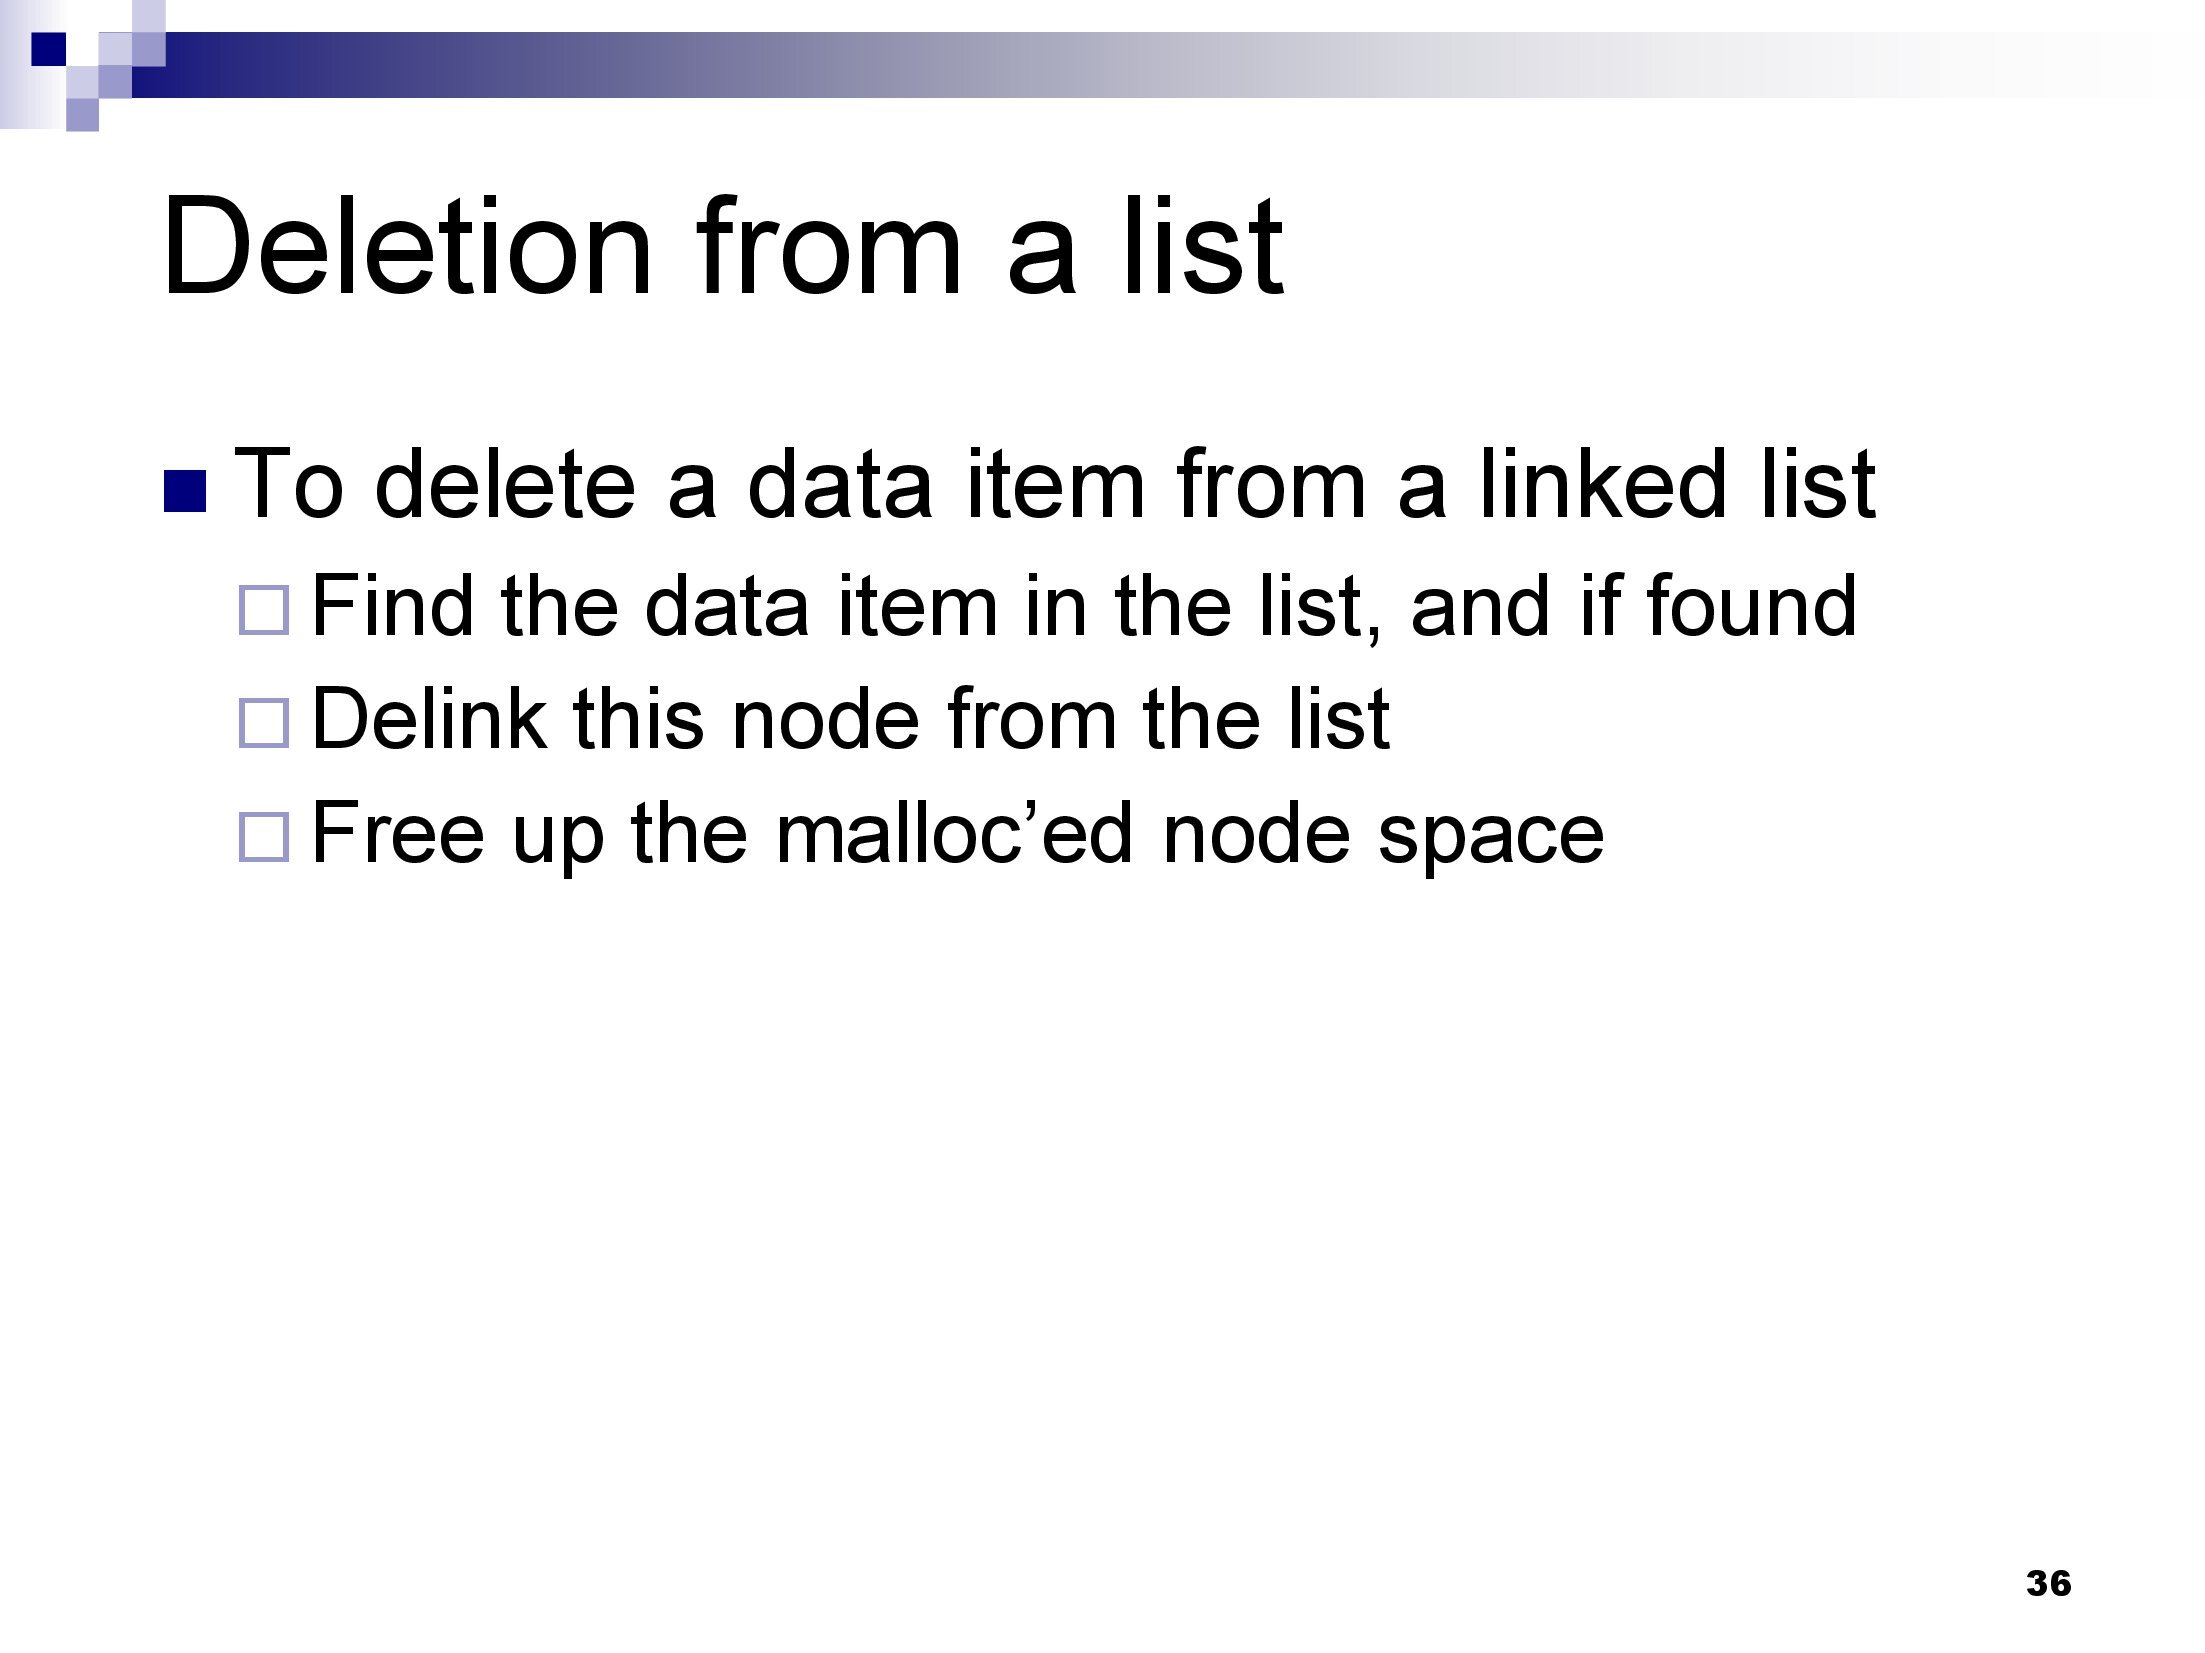 Deletion from a list
To delete a data item from a linked list
Find the data item in the list, and if found
Delink this node from the list
Free up the malloc’ed node space
36